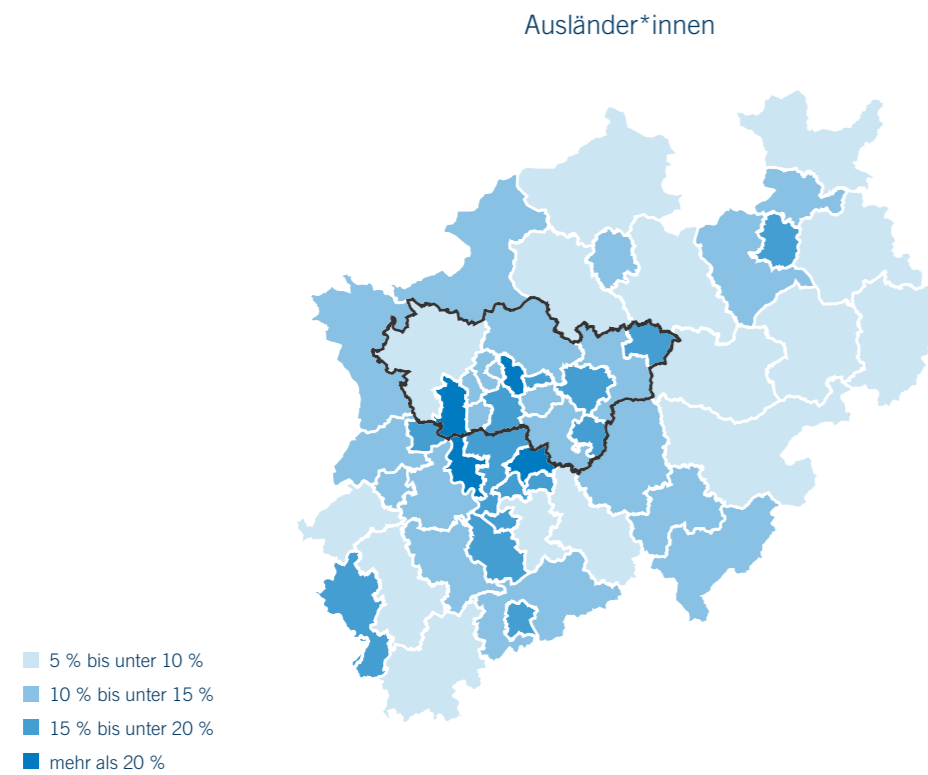 Ausländer*innen
5 % bis unter 10 %
10 % bis unter 15 %
15 % bis unter 20 %
mehr als 20 %